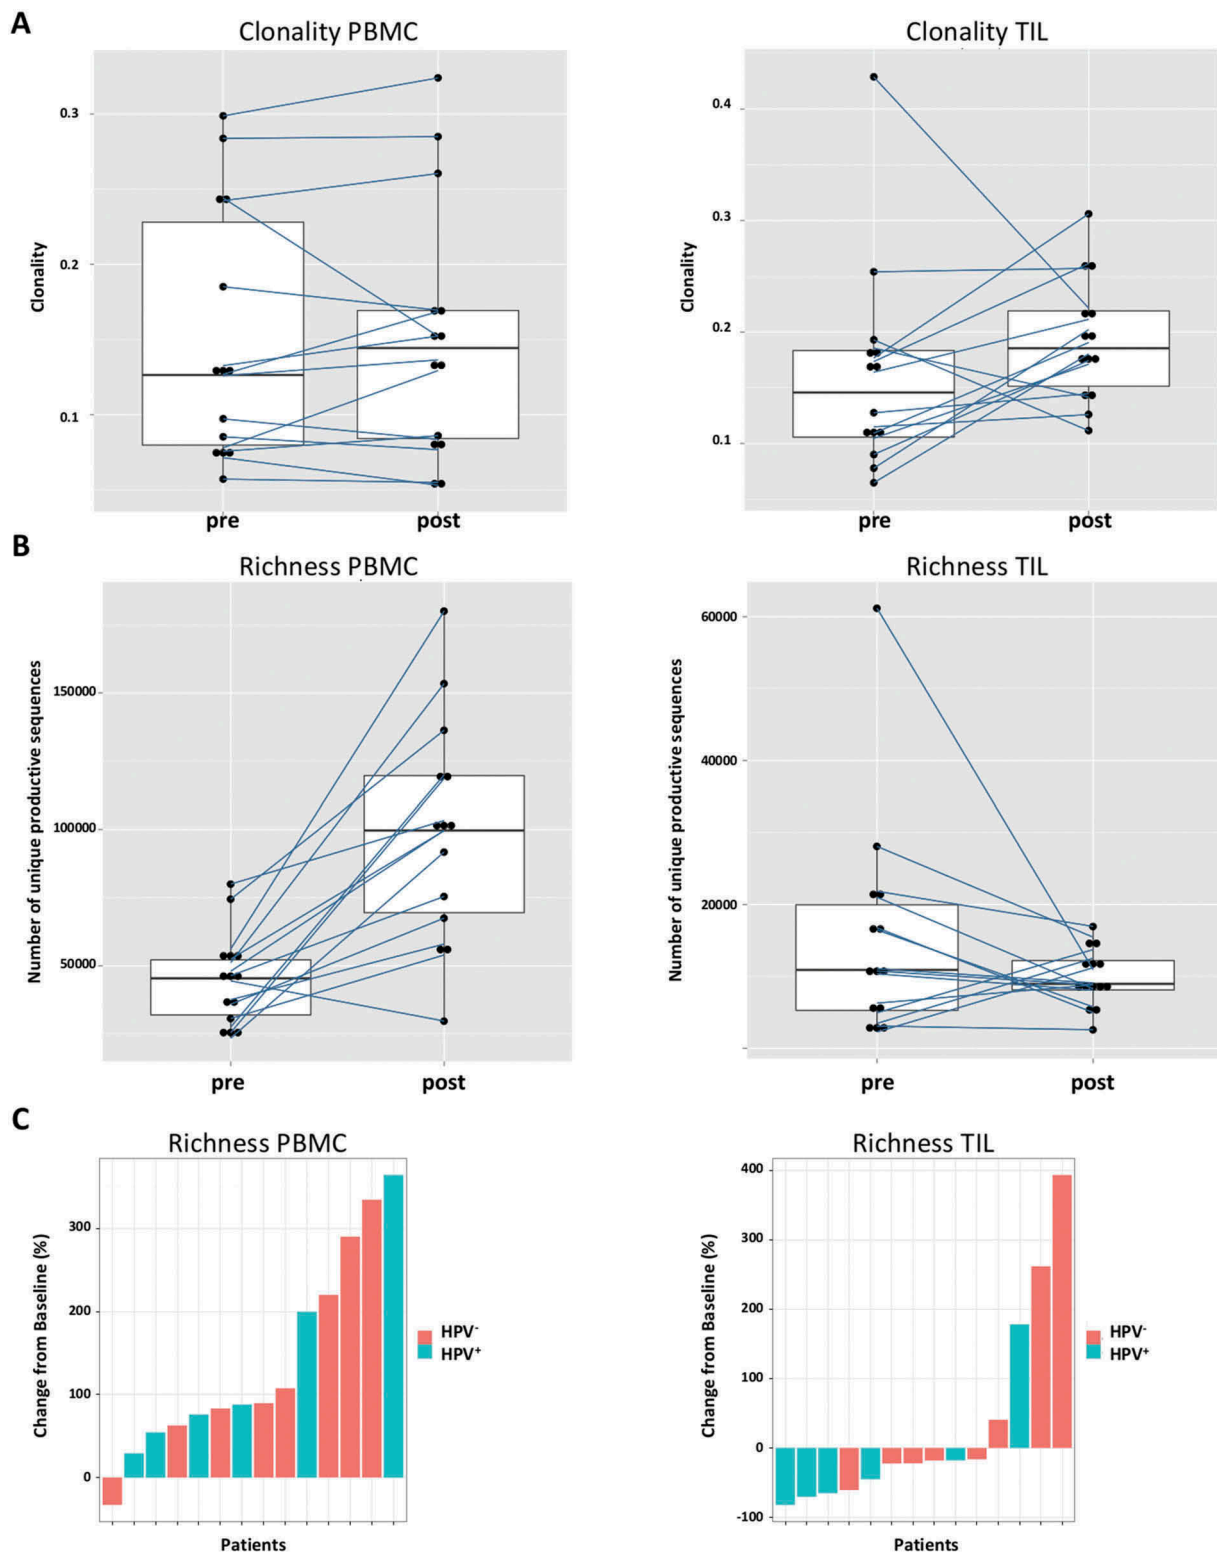 A
Clonality PBMC
Clonality TIL
Clonality
0.3
0.2
0.1
pre
post
Clonality
0.4
0.3
0.2
0.1
pre
post
B
Richness PBMC
Richness TIL
Number of unique productive sequences
150000
100000
50000
pre
post
Number of unique productive sequences
60000
40000
20000
pre
post
C
Richness PBMC
Richness TIL
Change from Baseline (%)
300
200
100
0
HPV⁻
HPV⁺
Patients
Change from Baseline (%)
400
300
200
100
0
-100
HPV⁻
HPV⁺
Patients